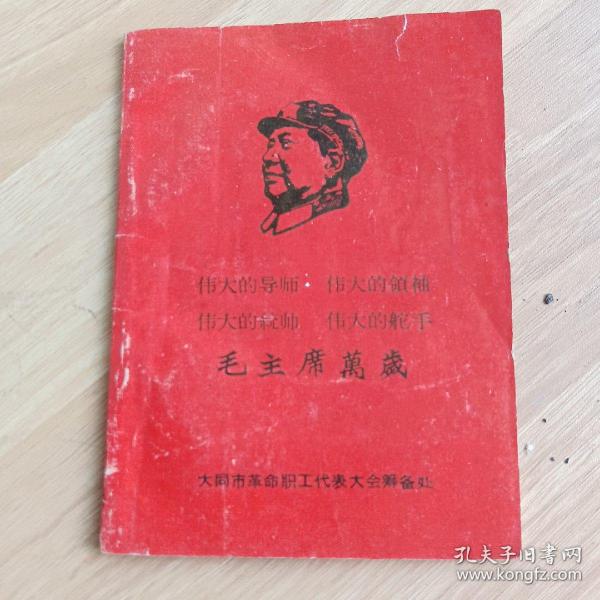 伟大的导师 伟大的領袖
伟大的統帅 伟大的舵手
毛主席萬歲
大同市革命职工代表大会筹备处
孔夫子旧书网
www.kongfz.com